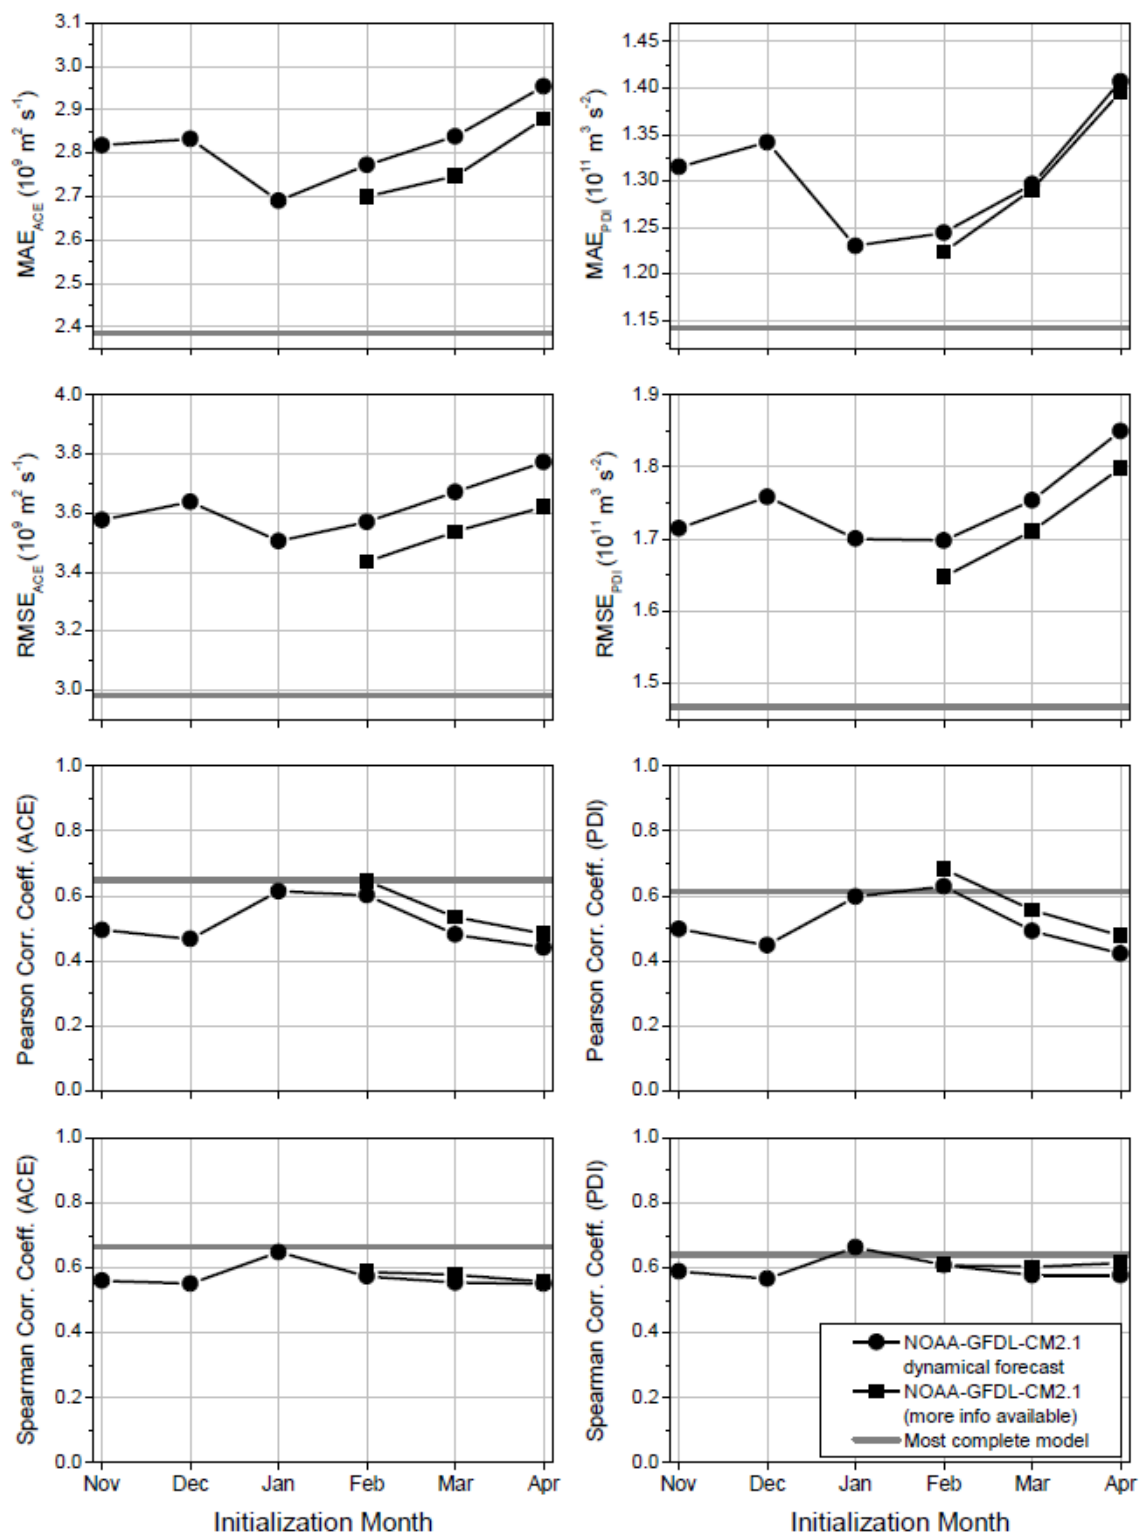 3.1
3.0
2.9
2.8
2.7
2.6
2.5
2.4
MAE_ACE (10^9 m^2 s^-1)
1.45
1.40
1.35
1.30
1.25
1.20
1.15
MAE_PDI (10^11 m^3 s^-2)
4.0
3.8
3.6
3.4
3.2
3.0
RMSE_ACE (10^9 m^2 s^-1)
1.9
1.8
1.7
1.6
1.5
RMSE_PDI (10^11 m^3 s^-2)
1.0
0.8
0.6
0.4
0.2
0.0
Pearson Corr. Coeff. (ACE)
1.0
0.8
0.6
0.4
0.2
0.0
Pearson Corr. Coeff. (PDI)
1.0
0.8
0.6
0.4
0.2
0.0
Spearman Corr. Coeff. (ACE)
Nov Dec Jan Feb Mar Apr
Initialization Month
1.0
0.8
0.6
0.4
0.2
0.0
Spearman Corr. Coeff. (PDI)
NOAA-GFDL-CM2.1
dynamical forecast
NOAA-GFDL-CM2.1
(more info available)
Most complete model
Nov Dec Jan Feb Mar Apr
Initialization Month